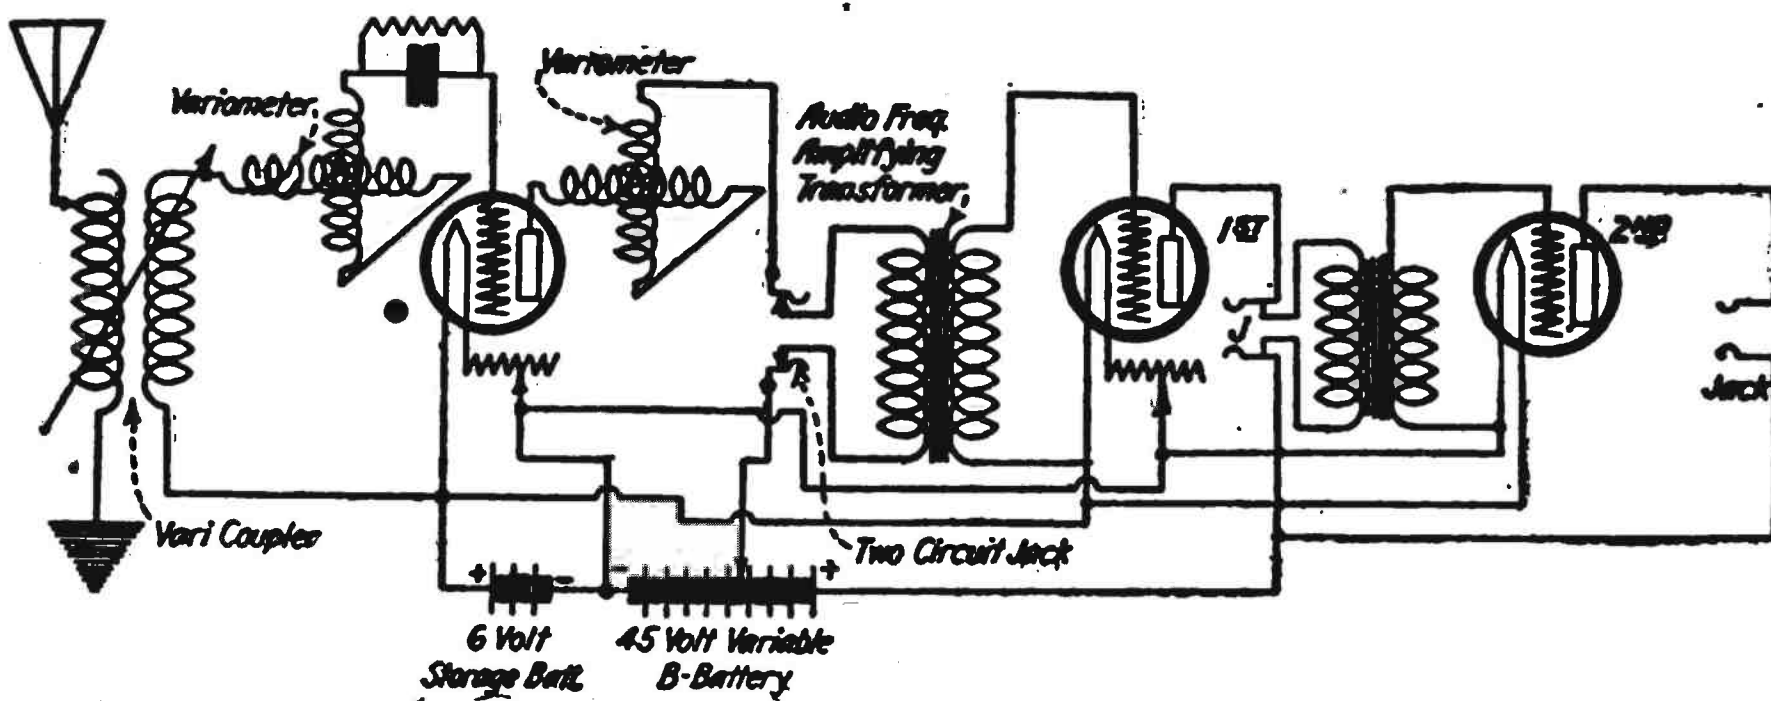 Variometer
Variometer
Audio Freq.
Amplifying
Transformer
1ST
2ND
J
Jack
Vari Coupler
Two Circuit Jack
+ -
- +
6 Volt
Storage Batt.
45 Volt Variable
B-Battery